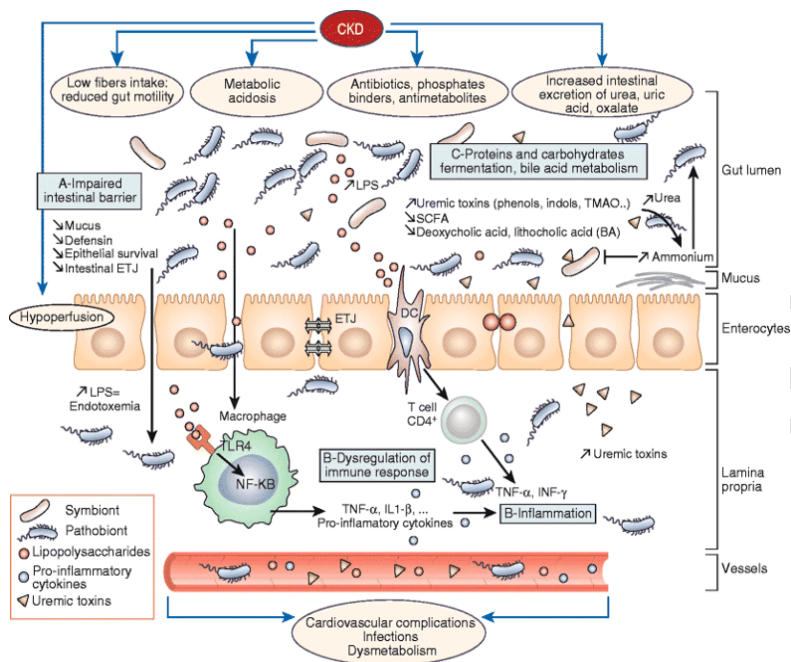 CKD
Low fibers intake:
reduced gut motility
Metabolic
acidosis
Antibiotics, phosphates
binders, antimetabolites
Increased intestinal
excretion of urea, uric
acid, oxalate
A-Impaired
intestinal barrier
↘Mucus
↘Defensin
↘Epithelial survival
↘Intestinal ETJ
↗LPS
C-Proteins and carbohydrates
fermentation, bile acid metabolism
↗Uremic toxins (phenols, indols, TMAO..)
↘SCFA
↘Deoxycholic acid, lithocholic acid (BA)
↗Urea
↗ Ammonium
Gut lumen
Mucus
Hypoperfusion
ETJ
DC
Enterocytes
↗ LPS=
Endotoxemia
Macrophage
TLR4
NF-KB
T cell
CD4+
B-Dysregulation of
immune response
TNF-α, IL1-β, ...
Pro-inflamatory cytokines
TNF-α, INF-γ
B-Inflammation
↗ Uremic toxins
Lamina
propria
Symbiont
Pathobiont
Lipopolysaccharides
Pro-inflammatory
cytokines
Uremic toxins
Vessels
Cardiovascular complications
Infections
Dysmetabolism